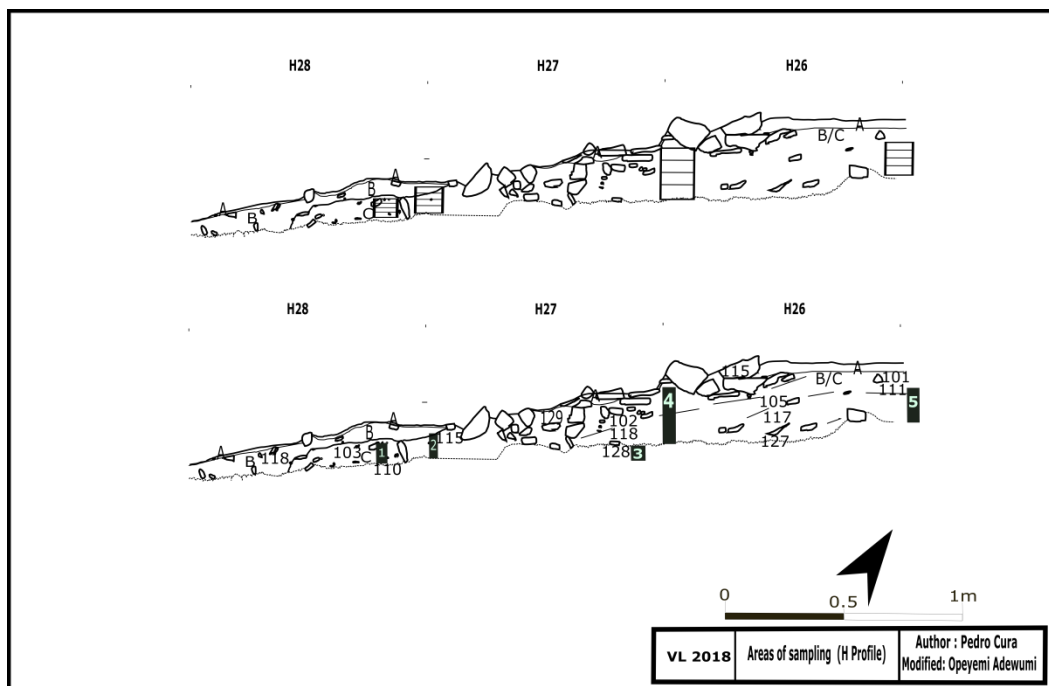 H28 H27 H26
A
B/C
A
B
A
B
C
H28 H27 H26
115
A
B/C
101
111
4
5
105
129
102
117
A
118
127
B
115
A
2
103
118
B
C
1
128
3
110
0 0.5 1m
VL 2018
Areas of sampling (H Profile)
Author : Pedro Cura
Modified: Opeyemi Adewumi